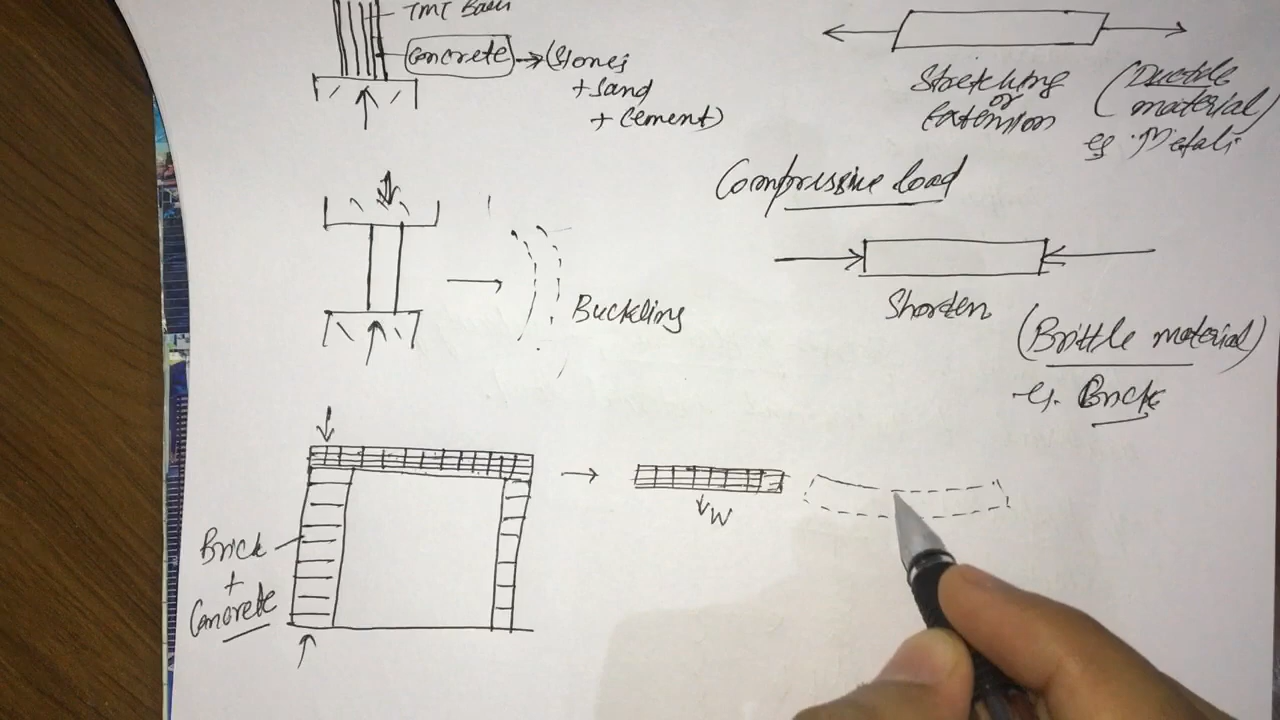 TMT Bars
Concrete → (Stones
+ Sand
+ Cement)
Stretching
or
Extension
(Ductile
material)
eg. Metals
Compressive load
Shorten
(Brittle material)
eg. Brick
Buckling
W
Brick
+
Concrete